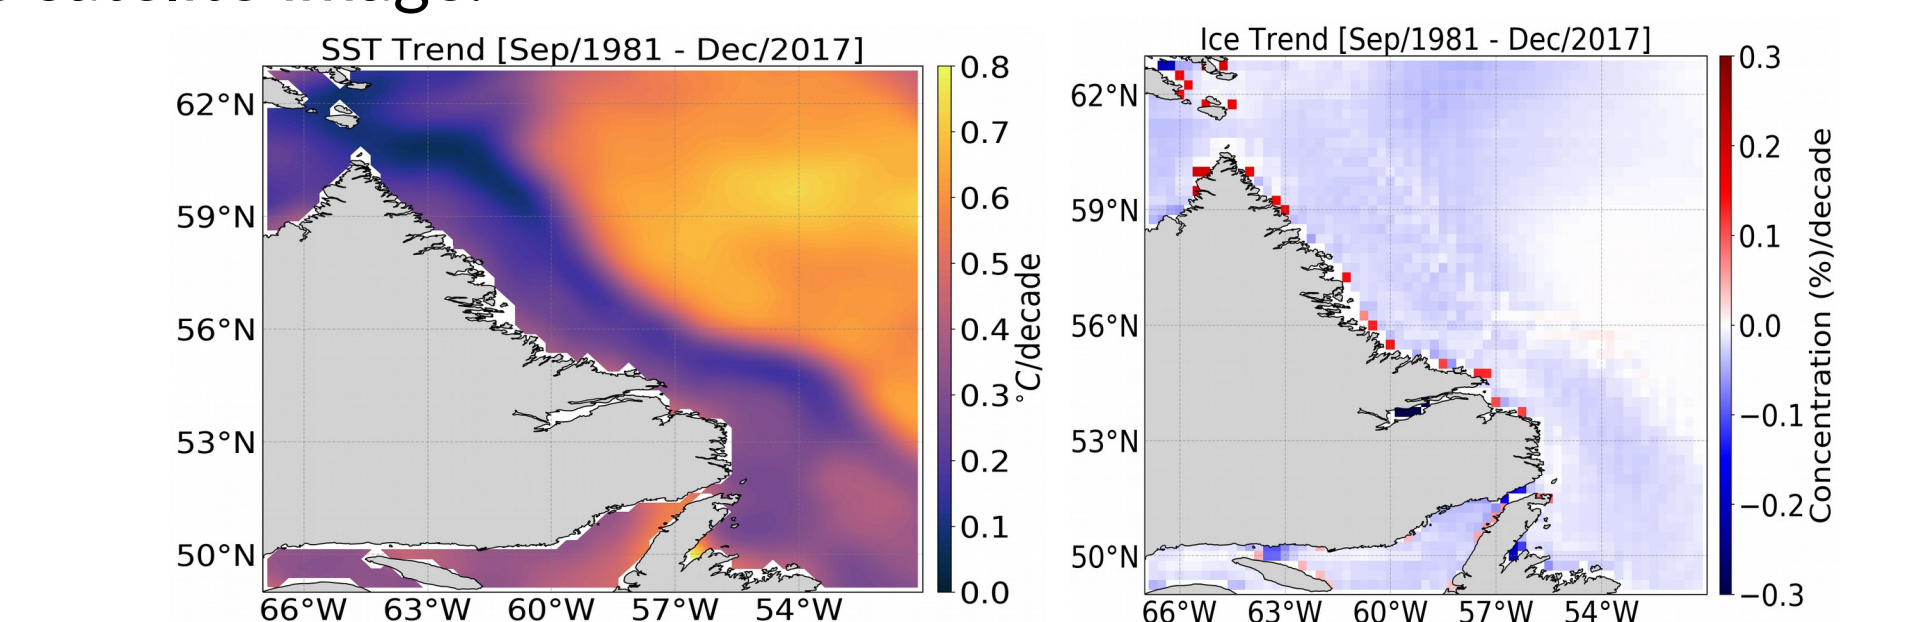 SST Trend [Sep/1981 - Dec/2017]
62°N
59°N
56°N
53°N
50°N
66°W 63°W 60°W 57°W 54°W
0.8
0.7
0.6
0.5
0.4
0.3
0.2
0.1
0.0
°C/decade
Ice Trend [Sep/1981 - Dec/2017]
62°N
59°N
56°N
53°N
50°N
66°W 63°W 60°W 57°W 54°W
0.3
0.2
0.1
0.0
−0.1
−0.2
−0.3
Concentration (%)/decade